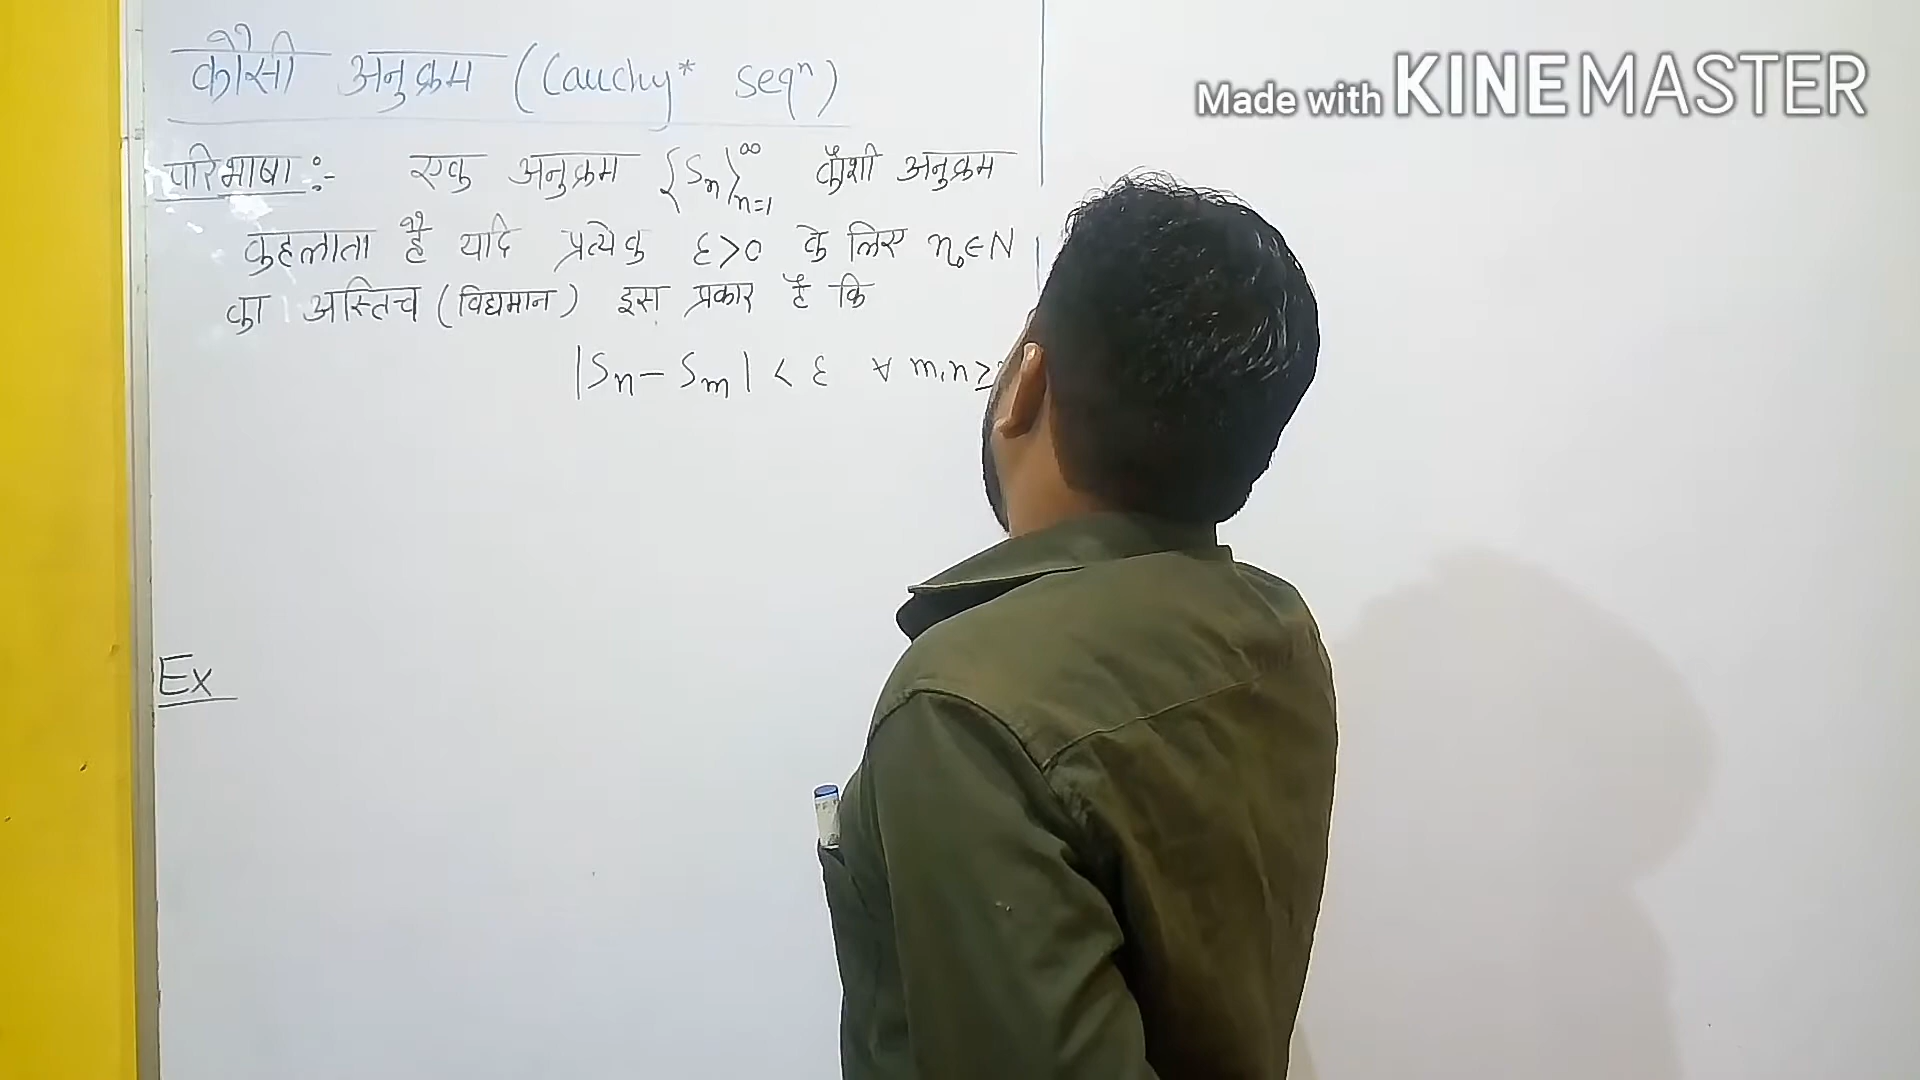 कौसी अनुक्रम (Cauchy* seqⁿ)
परिभाषा :- एक अनुक्रम {Sₙ}ₙ₌₁^∞ कौशी अनुक्रम
कहलाता है यदि प्रत्येक ε>0 के लिए n₀∈N
का अस्तित्व (विद्यमान) इस प्रकार है कि
|Sₙ - Sₘ| < ε ∀ m,n ≥
Ex
Made with KINEMASTER